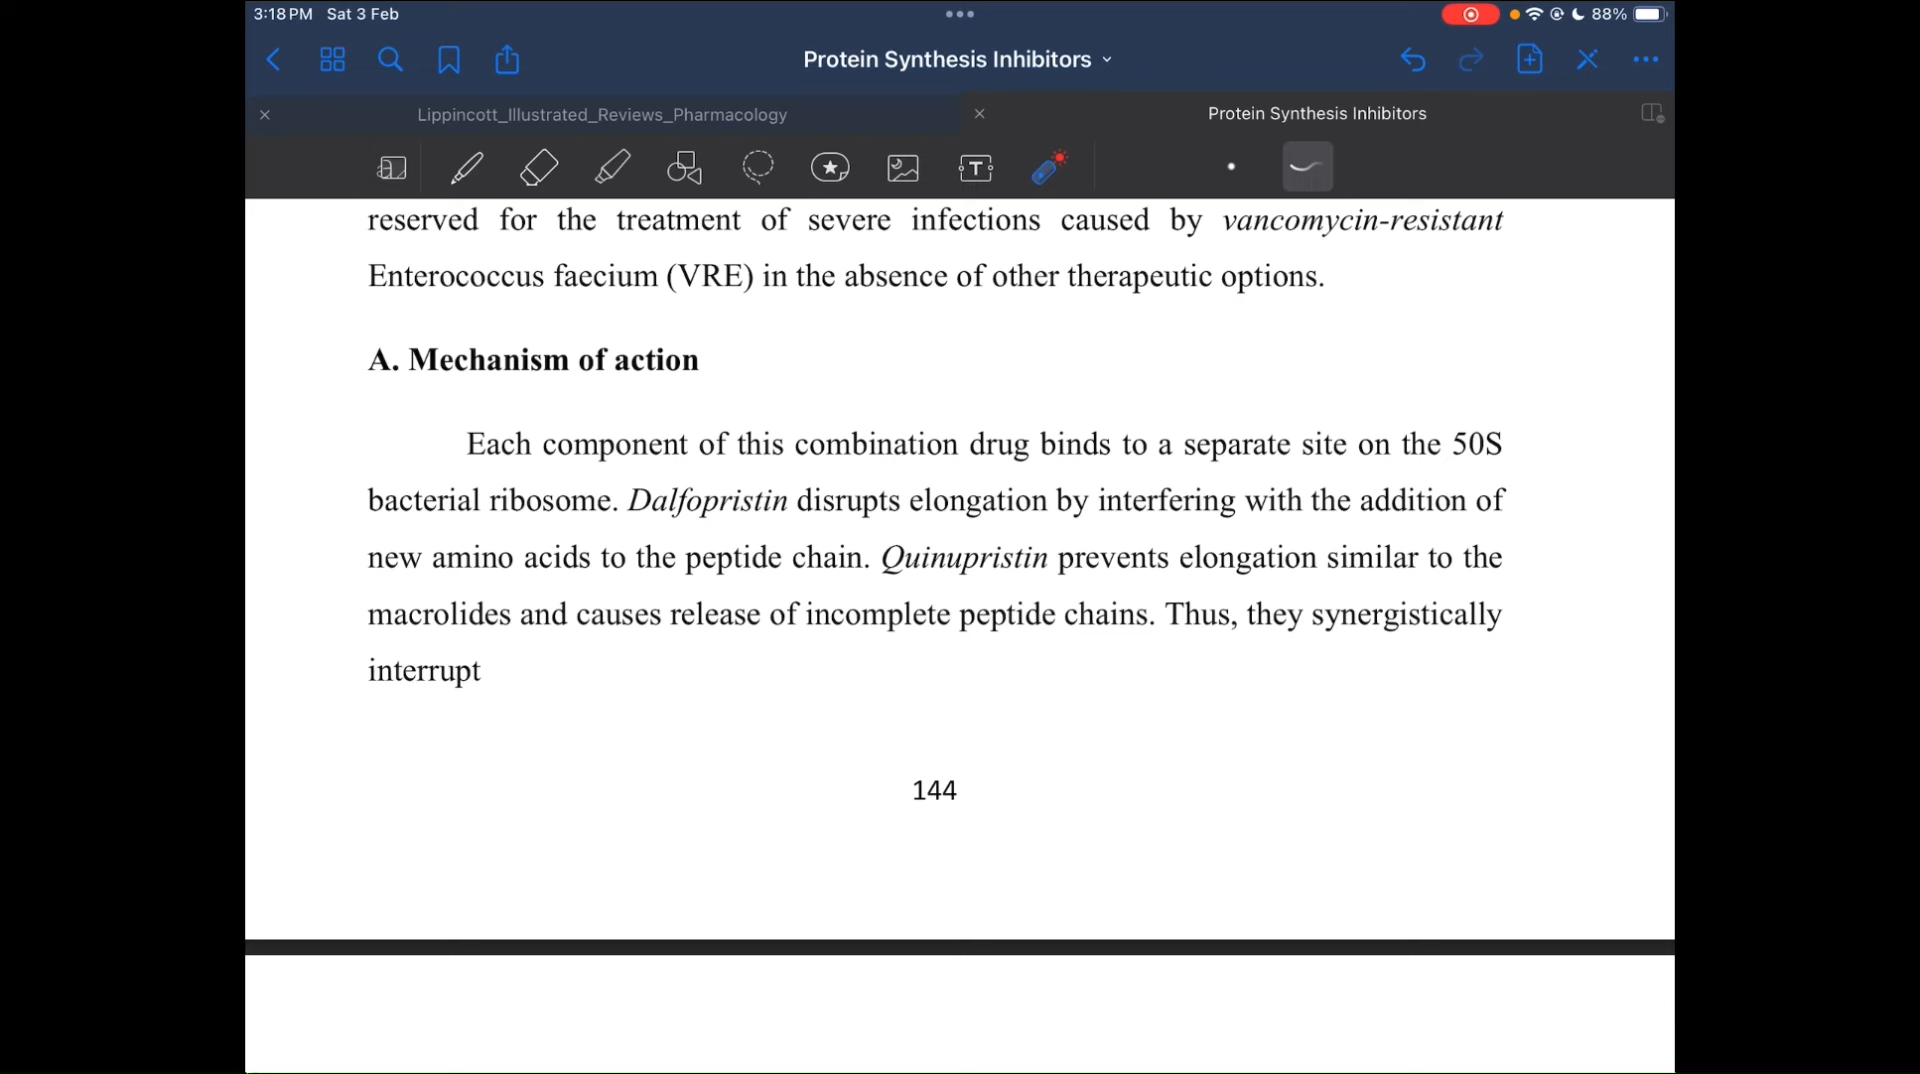 3:18 PM Sat 3 Feb
88%
Protein Synthesis Inhibitors
Lippincott_Illustrated_Reviews_Pharmacology
Protein Synthesis Inhibitors
reserved for the treatment of severe infections caused by vancomycin-resistant
Enterococcus faecium (VRE) in the absence of other therapeutic options.
A. Mechanism of action
Each component of this combination drug binds to a separate site on the 50S
bacterial ribosome. Dalfopristin disrupts elongation by interfering with the addition of
new amino acids to the peptide chain. Quinupristin prevents elongation similar to the
macrolides and causes release of incomplete peptide chains. Thus, they synergistically
interrupt
144